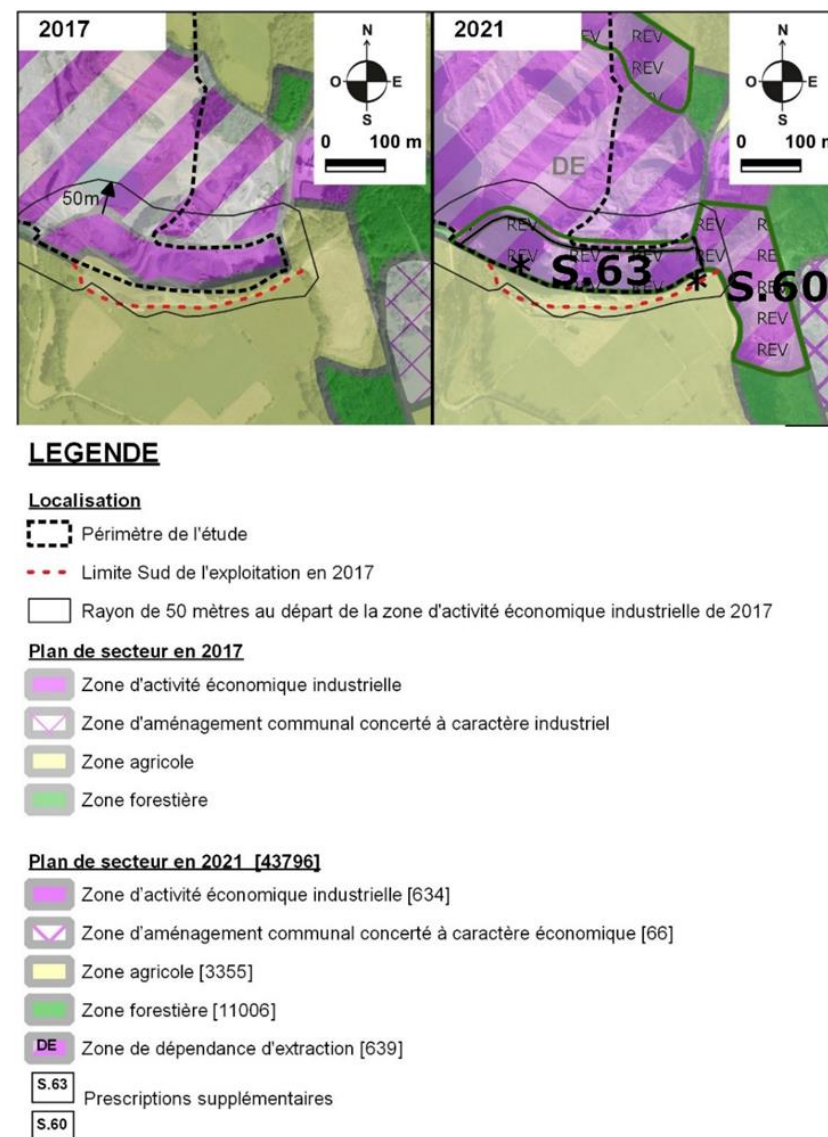 2017
N
O E
S
0 100 m
50m
2021
N
O E
S
0 100 m
REV
REV
DE
REV
REV
REV
REV
REV
S.63
S.60
REV
REV
LEGENDE
Localisation
Périmètre de l'étude
Limite Sud de l'exploitation en 2017
Rayon de 50 mètres au départ de la zone d'activité économique industrielle de 2017
Plan de secteur en 2017
Zone d'activité économique industrielle
Zone d'aménagement communal concerté à caractère industriel
Zone agricole
Zone forestière
Plan de secteur en 2021 [43796]
Zone d'activité économique industrielle [634]
Zone d'aménagement communal concerté à caractère économique [66]
Zone agricole [3355]
Zone forestière [11006]
DE Zone de dépendance d'extraction [639]
S.63
Prescriptions supplémentaires
S.60